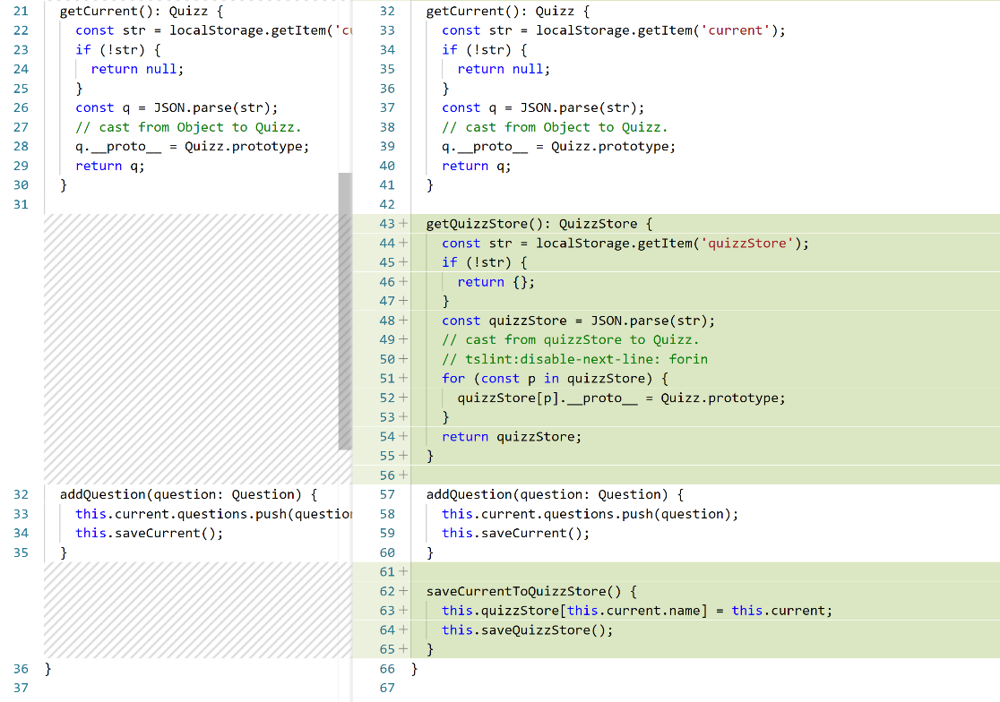 21 getCurrent(): Quizz {
22 const str = localStorage.getItem('cu
23 if (!str) {
24 return null;
25 }
26 const q = JSON.parse(str);
27 // cast from Object to Quizz.
28 q.__proto__ = Quizz.prototype;
29 return q;
30 }
31
32 addQuestion(question: Question) {
33 this.current.questions.push(question
34 this.saveCurrent();
35 }
36 }
37
32 getCurrent(): Quizz {
33 const str = localStorage.getItem('current');
34 if (!str) {
35 return null;
36 }
37 const q = JSON.parse(str);
38 // cast from Object to Quizz.
39 q.__proto__ = Quizz.prototype;
40 return q;
41 }
42
43+ getQuizzStore(): QuizzStore {
44+ const str = localStorage.getItem('quizzStore');
45+ if (!str) {
46+ return {};
47+ }
48+ const quizzStore = JSON.parse(str);
49+ // cast from quizzStore to Quizz.
50+ // tslint:disable-next-line: forin
51+ for (const p in quizzStore) {
52+ quizzStore[p].__proto__ = Quizz.prototype;
53+ }
54+ return quizzStore;
55+ }
56+
57 addQuestion(question: Question) {
58 this.current.questions.push(question);
59 this.saveCurrent();
60 }
61+
62+ saveCurrentToQuizzStore() {
63+ this.quizzStore[this.current.name] = this.current;
64+ this.saveQuizzStore();
65+ }
66 }
67